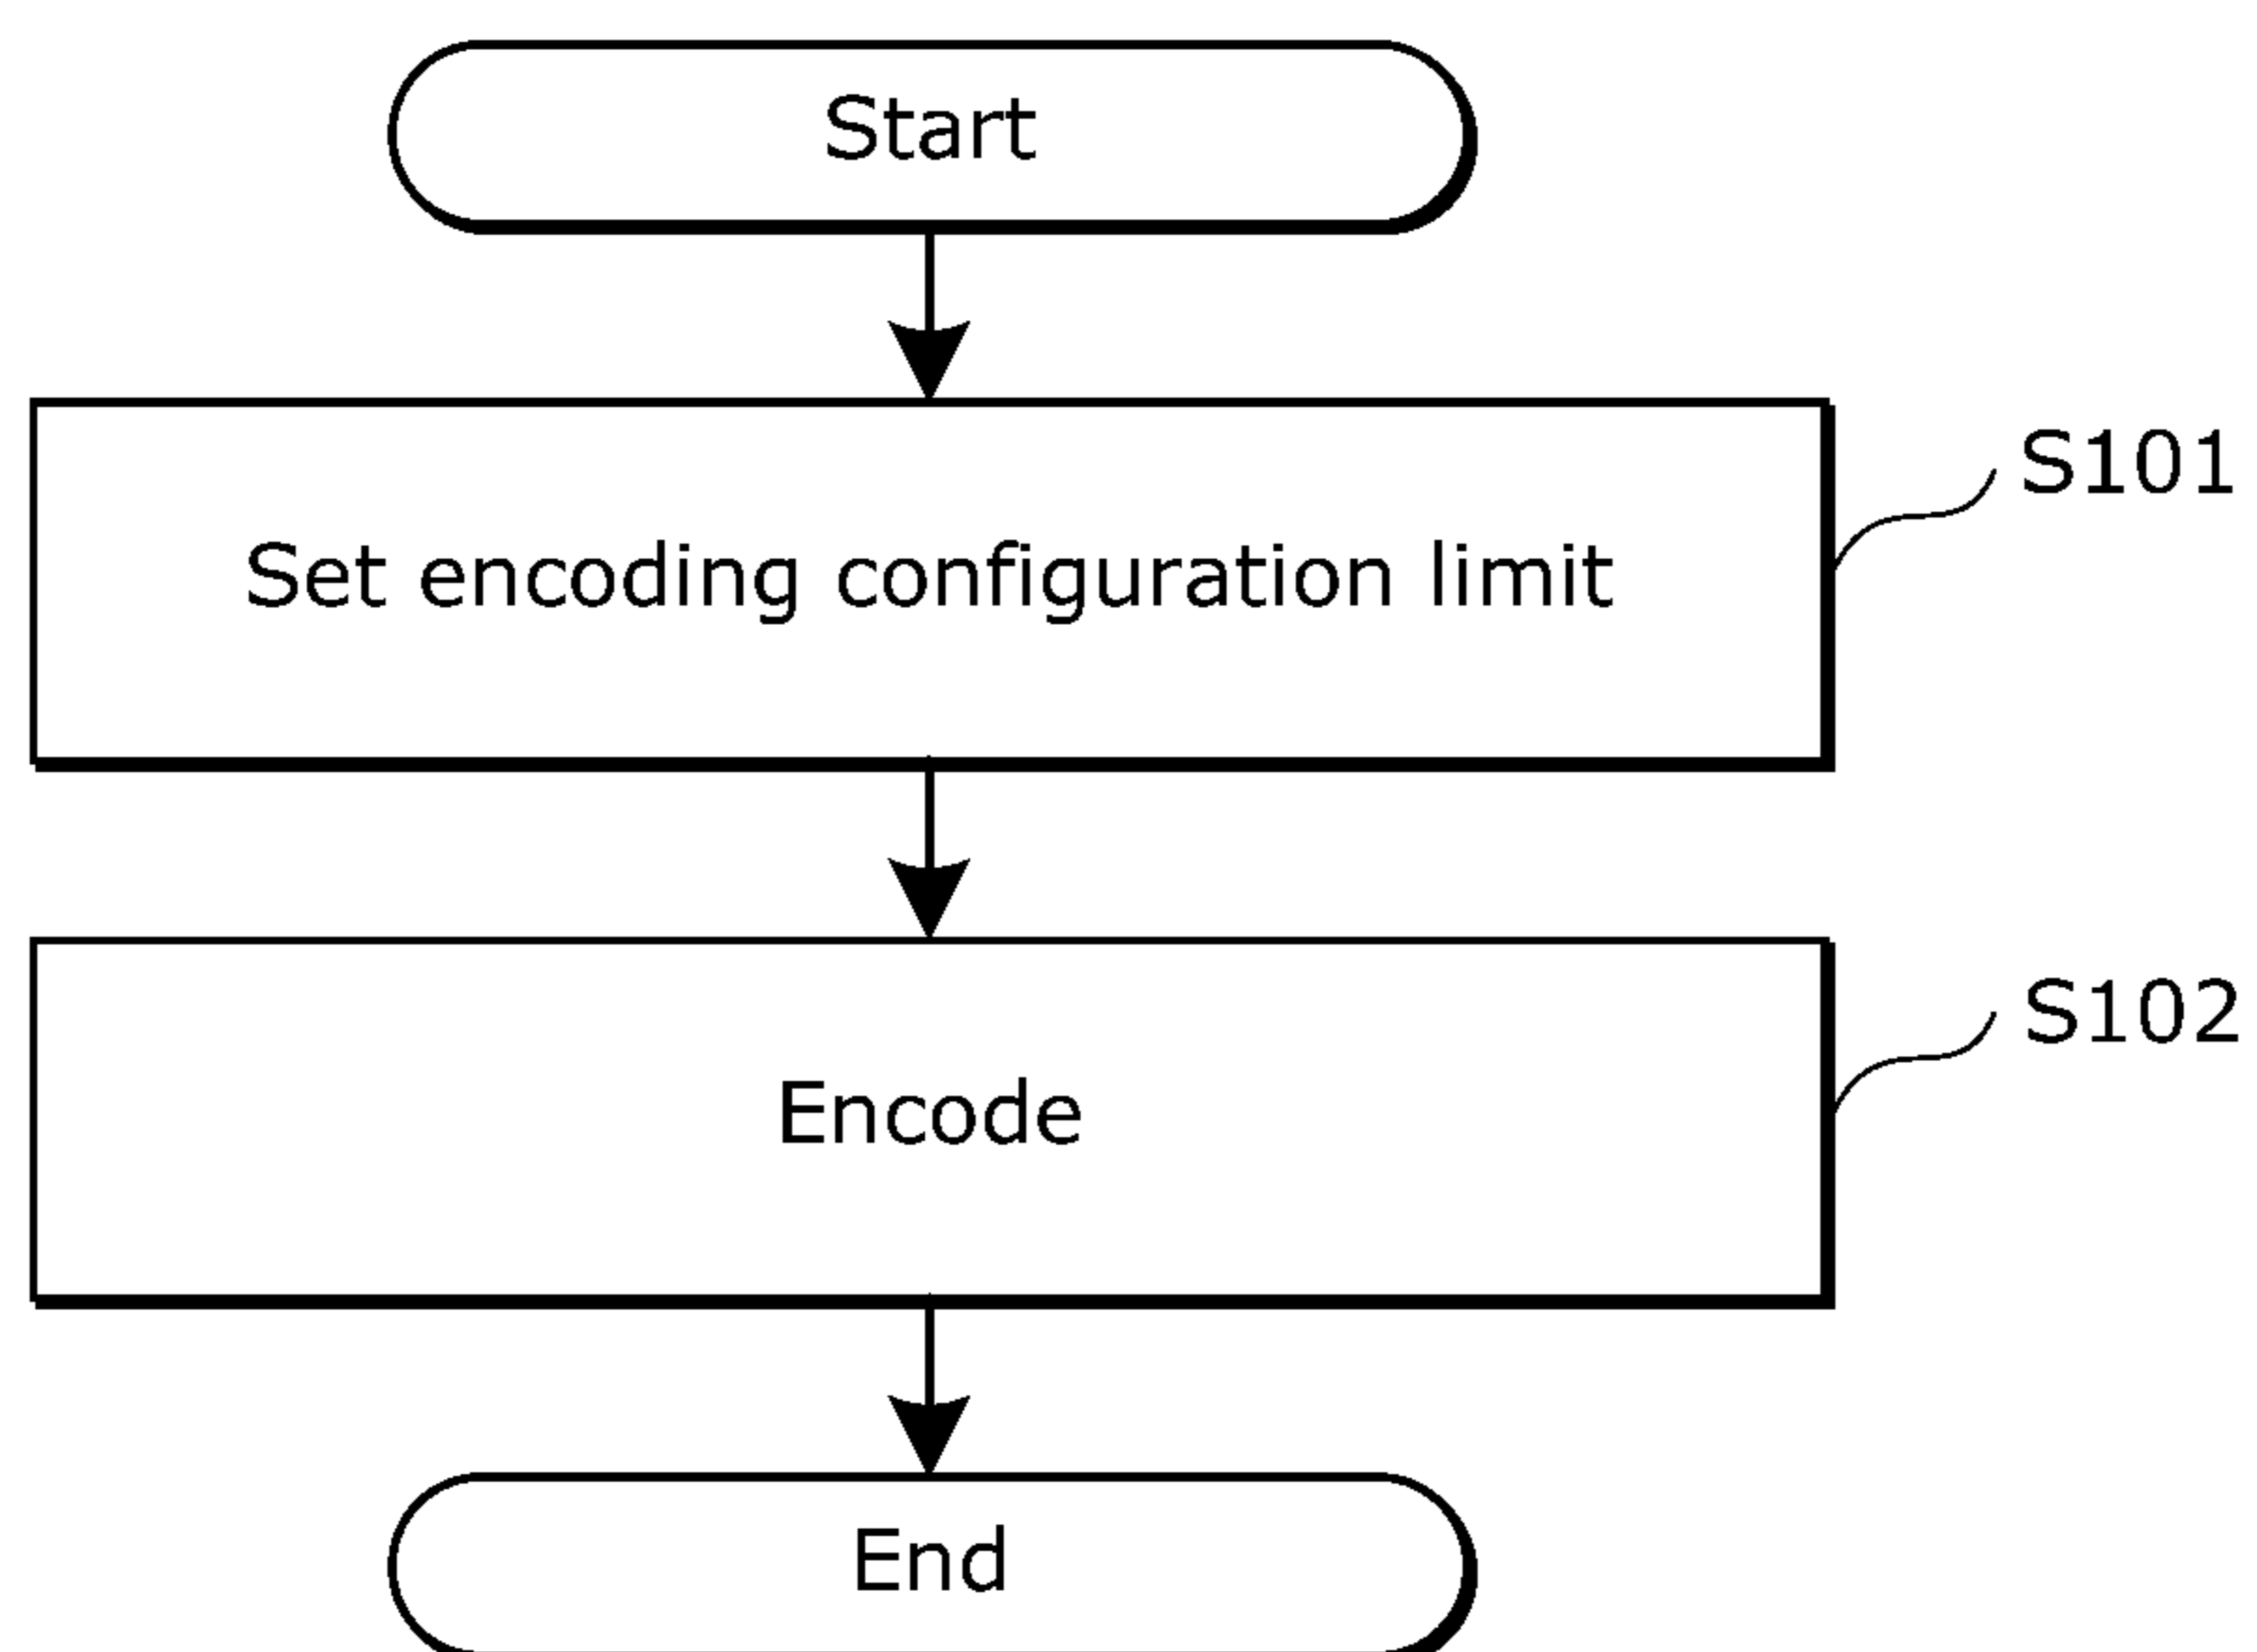 Start
Set encoding configuration limit
S101
Encode
S102
End